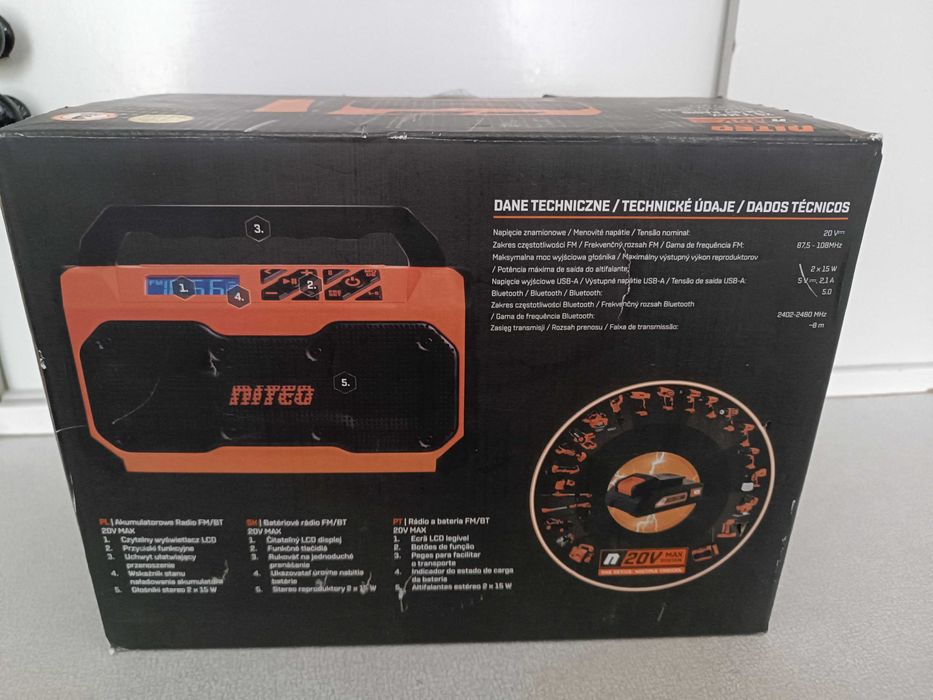 NITEO
DANE TECHNICZNE / TECHNICKÉ ÚDAJE / DADOS TÉCNICOS
Napięcie znamionowe / Menovité napätie / Tensão nominal: 20 V
Zakres częstotliwości FM / Frekvenčný rozsah FM / Gama de frequência FM: 87,5 - 108MHz
Maksymalna moc wyjściowa głośnika / Maximálny výstupný výkon reproduktorov
/ Potência máxima de saída do altifalante: 2 x 15 W
Napięcie wyjściowe USB-A / Výstupné napätie USB-A / Tensão de saída USB-A: 5 V, 2,1 A
Bluetooth / Bluetooth / Bluetooth: 5.0
Zakres częstotliwości Bluetooth / Frekvenčný rozsah Bluetooth
/ Gama de frequência Bluetooth: 2402-2480 MHz
Zasięg transmisji / Rozsah prenosu / Faixa de transmissão: ~8 m
3.
1.
4.
2.
5.
NITEO
PL | Akumulatorowe Radio FM/BT
20V MAX
1. Czytelny wyświetlacz LCD
2. Przyciski funkcyjne
3. Uchwyt ułatwiający
przenoszenie
4. Wskaźnik stanu
naładowania akumulatora
5. Głośniki stereo 2 x 15 W
SK | Batériové rádio FM/BT
20V MAX
1. Čitateľný LCD displej
2. Funkčné tlačidlá
3. Rukoväť na jednoduché
prenášanie
4. Ukazovateľ úrovne nabitia
batérie
5. Stereo reproduktory 2 x 15 W
PT | Rádio a bateria FM/BT
20V MAX
1. Ecrã LCD legível
2. Botões de função
3. Pegas para facilitar
o transporte
4. Indicador do estado de carga
da bateria
5. Altifalantes estéreo 2 x 15 W
n 20V MAX